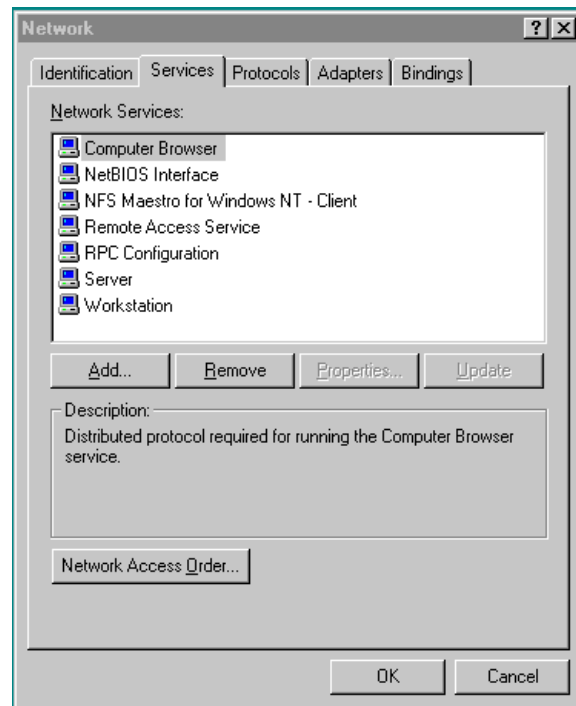 Network
Identification Services Protocols Adapters Bindings
Network Services:
Computer Browser
NetBIOS Interface
NFS Maestro for Windows NT - Client
Remote Access Service
RPC Configuration
Server
Workstation
Add... Remove Properties... Update
Description:
Distributed protocol required for running the Computer Browser
service.
Network Access Order...
OK Cancel